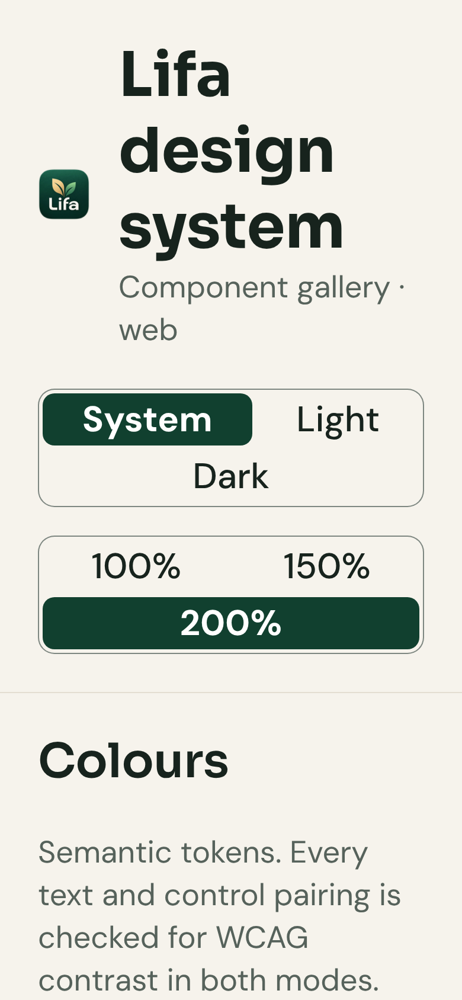 Lifa
design
system
Lifa
Component gallery ·
web
System Light
Dark
100% 150%
200%
Colours
Semantic tokens. Every
text and control pairing is
checked for WCAG
contrast in both modes.